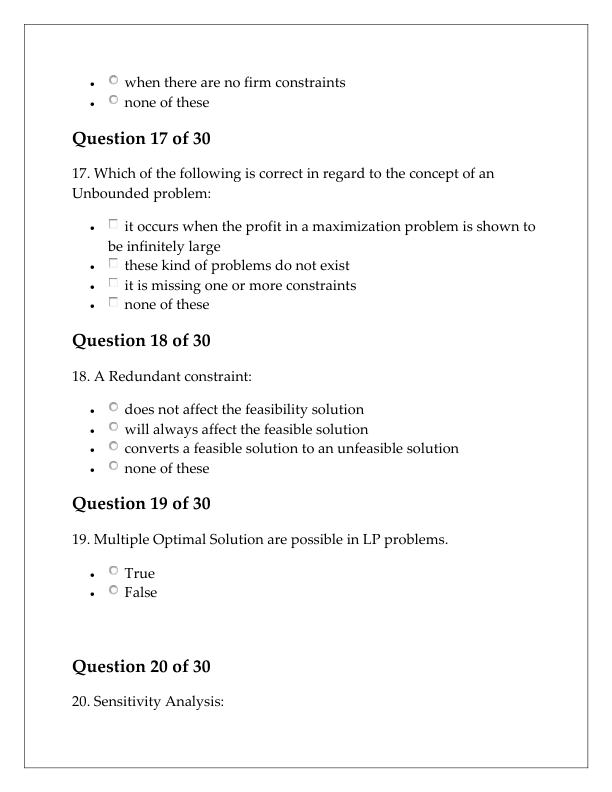 • when there are no firm constraints
• none of these
Question 17 of 30
17. Which of the following is correct in regard to the concept of an
Unbounded problem:
• it occurs when the profit in a maximization problem is shown to
be infinitely large
• these kind of problems do not exist
• it is missing one or more constraints
• none of these
Question 18 of 30
18. A Redundant constraint:
• does not affect the feasibility solution
• will always affect the feasible solution
• converts a feasible solution to an unfeasible solution
• none of these
Question 19 of 30
19. Multiple Optimal Solution are possible in LP problems.
• True
• False
Question 20 of 30
20. Sensitivity Analysis: